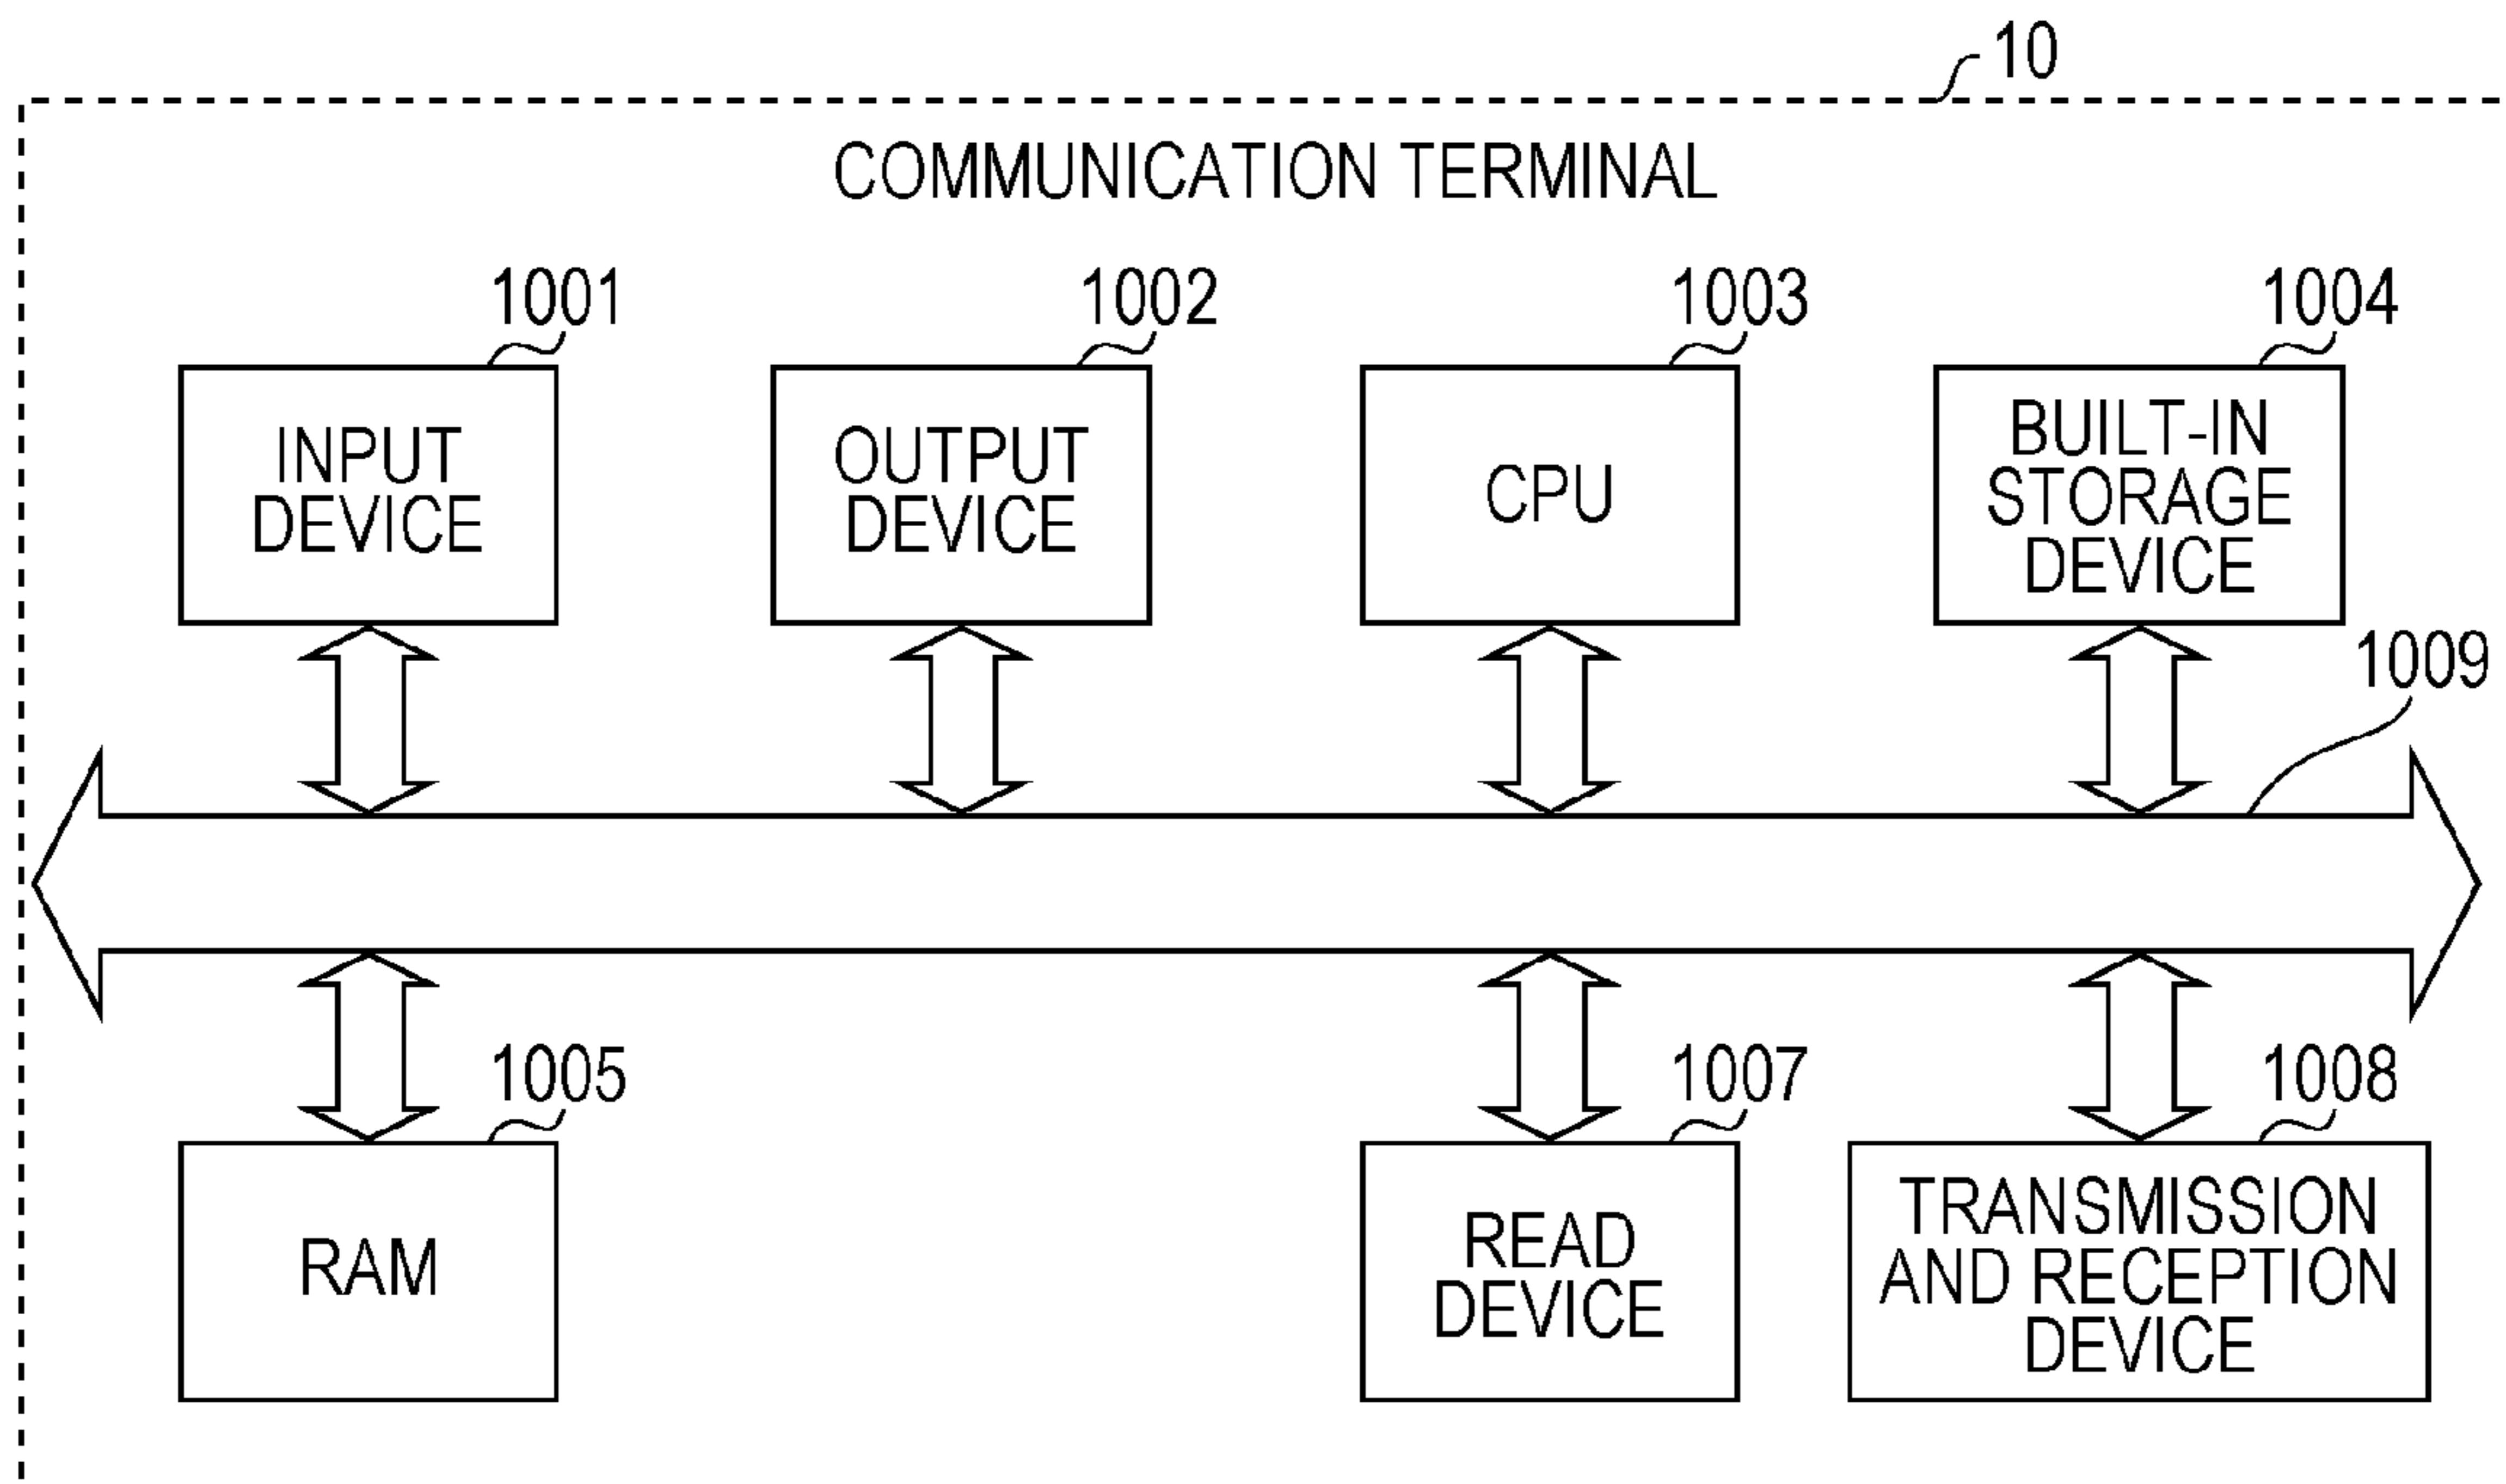 10
COMMUNICATION TERMINAL
1001
1002
1003
1004
INPUT
DEVICE
OUTPUT
DEVICE
CPU
BUILT-IN
STORAGE
DEVICE
1009
1005
1007
1008
RAM
READ
DEVICE
TRANSMISSION
AND RECEPTION
DEVICE